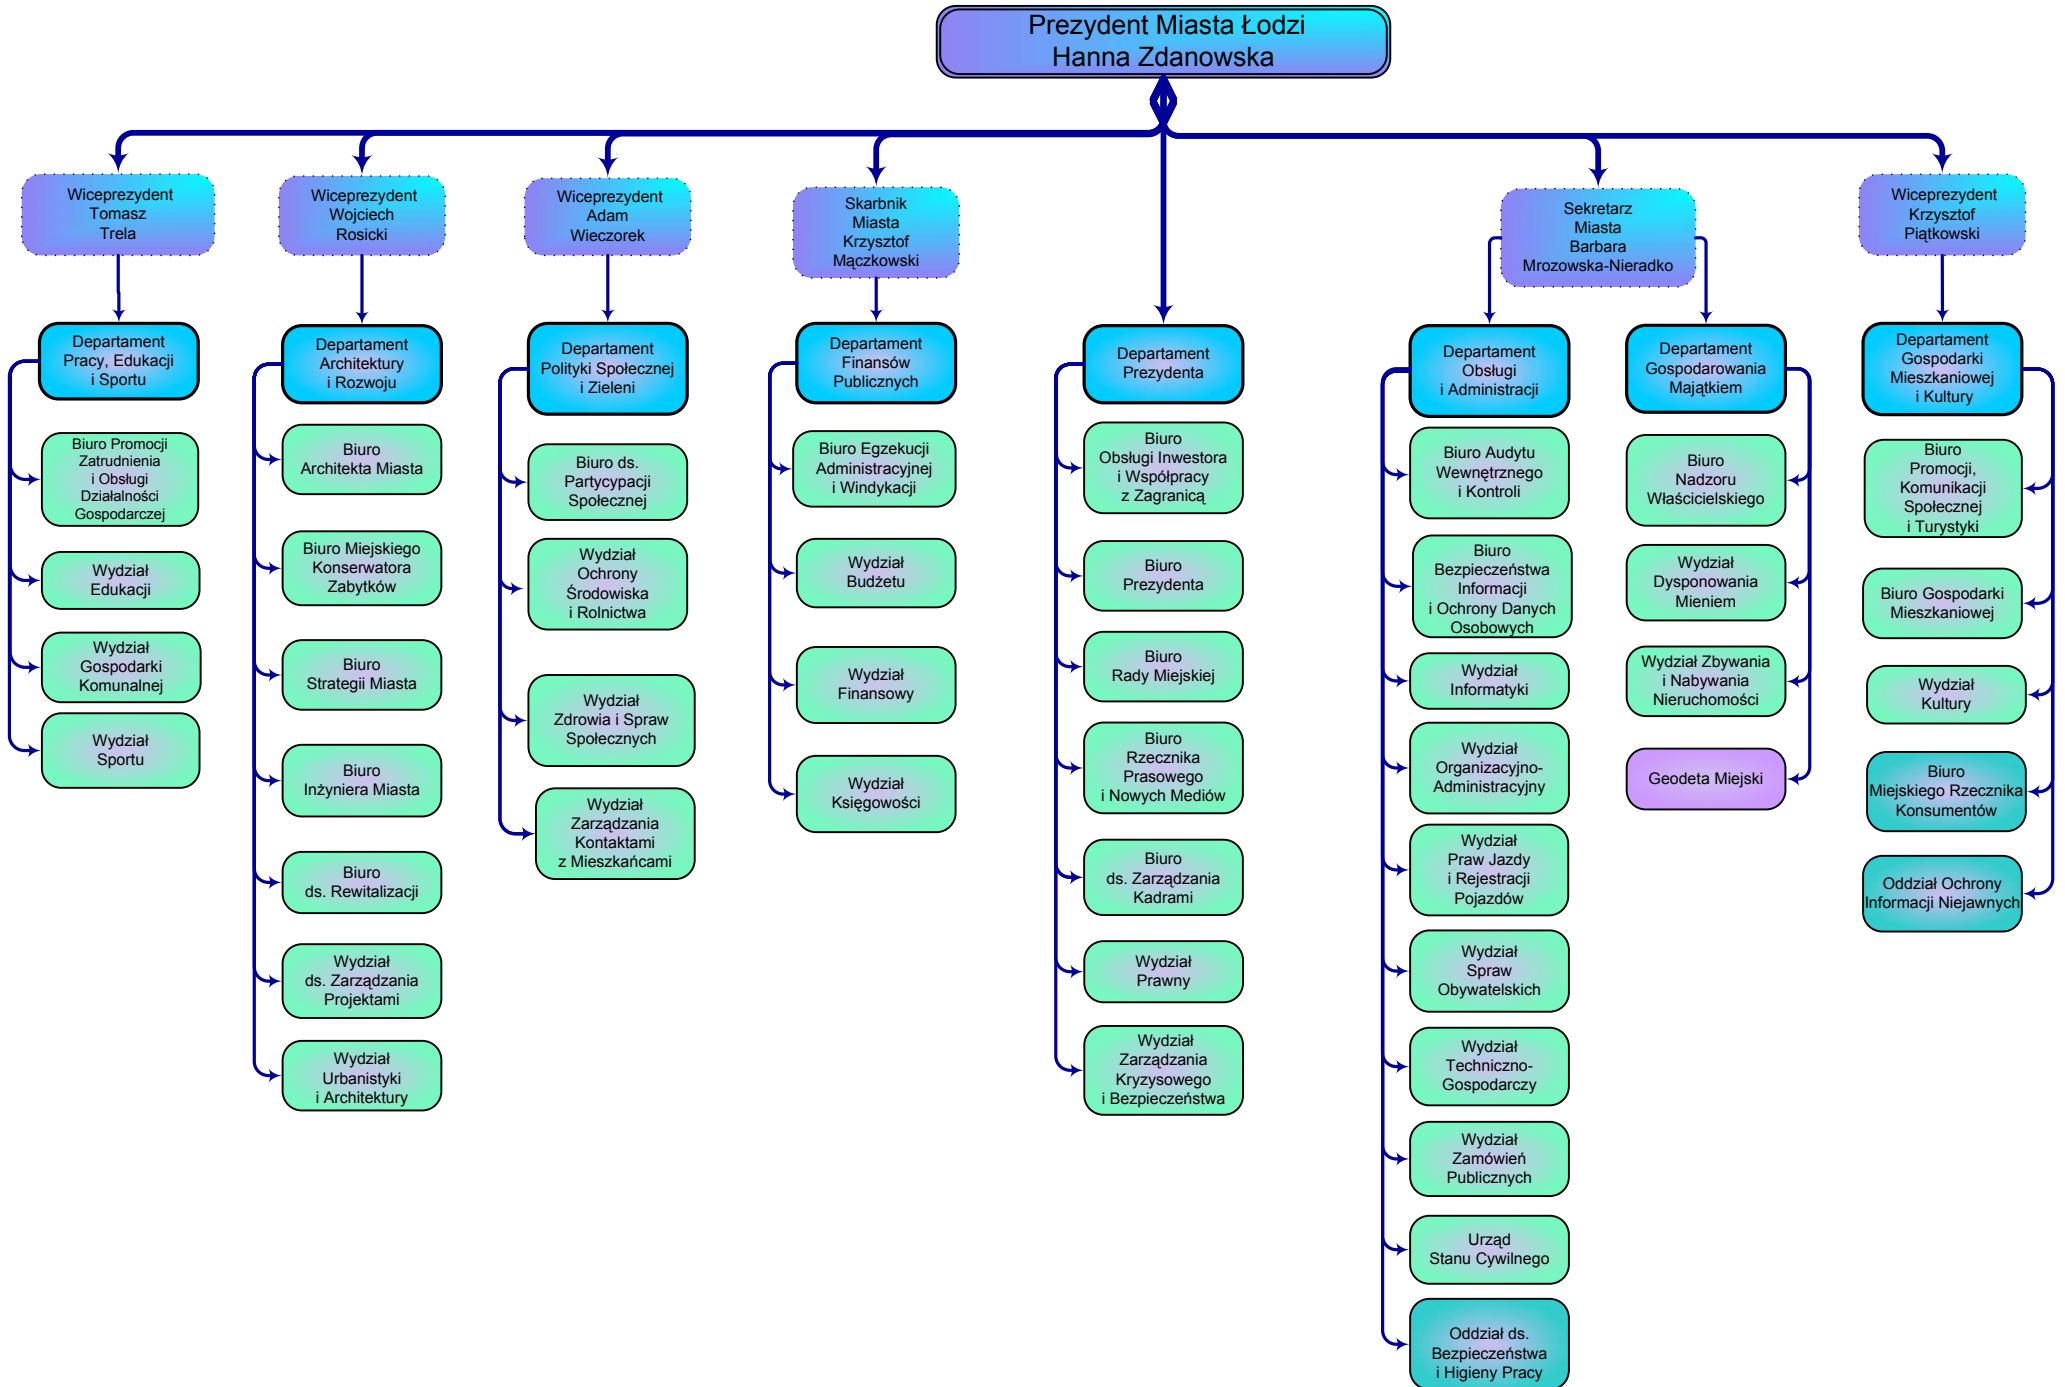 Prezydent Miasta Łodzi
Hanna Zdanowska
Wiceprezydent
Tomasz
Trela
Wiceprezydent
Wojciech
Rosicki
Wiceprezydent
Adam
Wieczorek
Skarbnik
Miasta
Krzysztof
Mączkowski
Sekretarz
Miasta
Barbara
Mrozowska-Nieradko
Wiceprezydent
Krzysztof
Piątkowski
Departament
Pracy, Edukacji
i Sportu
Biuro Promocji
Zatrudnienia
i Obsługi
Działalności
Gospodarczej
Wydział
Edukacji
Wydział
Gospodarki
Komunalnej
Wydział
Sportu
Departament
Architektury
i Rozwoju
Biuro
Architekta Miasta
Biuro Miejskiego
Konserwatora
Zabytków
Biuro
Strategii Miasta
Biuro
Inżyniera Miasta
Biuro
ds. Rewitalizacji
Wydział
ds. Zarządzania
Projektami
Wydział
Urbanistyki
i Architektury
Departament
Polityki Społecznej
i Zieleni
Biuro ds.
Partycypacji
Społecznej
Wydział
Ochrony
Środowiska
i Rolnictwa
Wydział
Zdrowia i Spraw
Społecznych
Wydział
Zarządzania
Kontaktami
z Mieszkańcami
Departament
Finansów
Publicznych
Biuro Egzekucji
Administracyjnej
i Windykacji
Wydział
Budżetu
Wydział
Finansowy
Wydział
Księgowości
Departament
Prezydenta
Biuro
Obsługi Inwestora
i Współpracy
z Zagranicą
Biuro
Prezydenta
Biuro
Rady Miejskiej
Biuro
Rzecznika
Prasowego
i Nowych Mediów
Biuro
ds. Zarządzania
Kadrami
Wydział
Prawny
Wydział
Zarządzania
Kryzysowego
i Bezpieczeństwa
Departament
Obsługi
i Administracji
Biuro Audytu
Wewnętrznego
i Kontroli
Biuro
Bezpieczeństwa
Informacji
i Ochrony Danych
Osobowych
Wydział
Informatyki
Wydział
Organizacyjno-
Administracyjny
Wydział
Praw Jazdy
i Rejestracji
Pojazdów
Wydział
Spraw
Obywatelskich
Wydział
Techniczno-
Gospodarczy
Wydział
Zamówień
Publicznych
Urząd
Stanu Cywilnego
Oddział ds.
Bezpieczeństwa
i Higieny Pracy
Departament
Gospodarowania
Majątkiem
Biuro
Nadzoru
Właścicielskiego
Wydział
Dysponowania
Mieniem
Wydział Zbywania
i Nabywania
Nieruchomości
Geodeta Miejski
Departament
Gospodarki
Mieszkaniowej
i Kultury
Biuro
Promocji,
Komunikacji
Społecznej
i Turystyki
Biuro Gospodarki
Mieszkaniowej
Wydział
Kultury
Biuro
Miejskiego Rzecznika
Konsumentów
Oddział Ochrony
Informacji Niejawnych